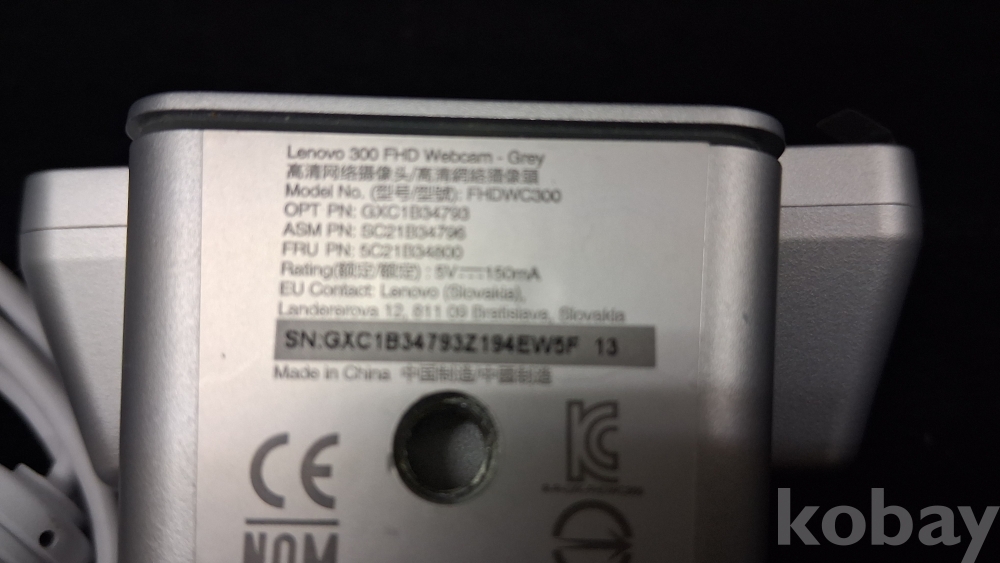 Lenovo 300 FHD Webcam - Grey
高清网络摄像头/高清網絡攝像頭
Model No. (型号/型號): FHDWC300
OPT PN: GXC1B34793
ASM PN: SC21B34796
FRU PN: 5C21B34800
Rating(额定/額定) : 5V⎓150mA
EU Contact: Lenovo (Slovakia),
Landererova 12, 811 09 Bratislava, Slovakia
SN:GXC1B34793Z194EW5F 13
Made in China 中国制造/中國製造
CE
NOM
kobay